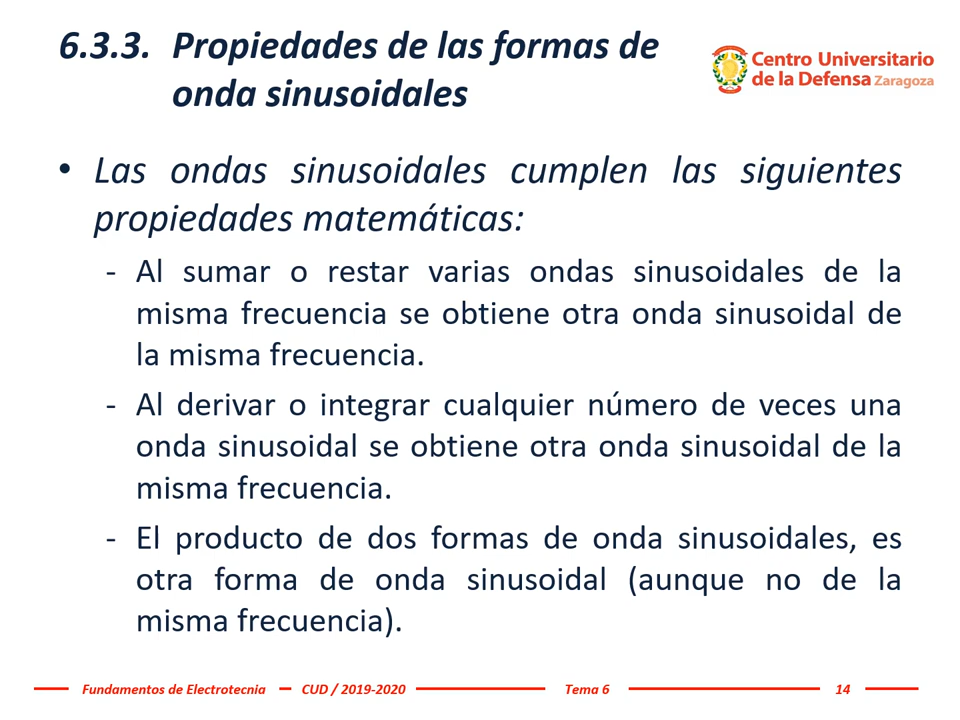 6.3.3. Propiedades de las formas de
onda sinusoidales
Centro Universitario
de la Defensa Zaragoza
• Las ondas sinusoidales cumplen las siguientes
propiedades matemáticas:
- Al sumar o restar varias ondas sinusoidales de la
misma frecuencia se obtiene otra onda sinusoidal de
la misma frecuencia.
- Al derivar o integrar cualquier número de veces una
onda sinusoidal se obtiene otra onda sinusoidal de la
misma frecuencia.
- El producto de dos formas de onda sinusoidales, es
otra forma de onda sinusoidal (aunque no de la
misma frecuencia).
Fundamentos de Electrotecnia CUD / 2019-2020 Tema 6 14